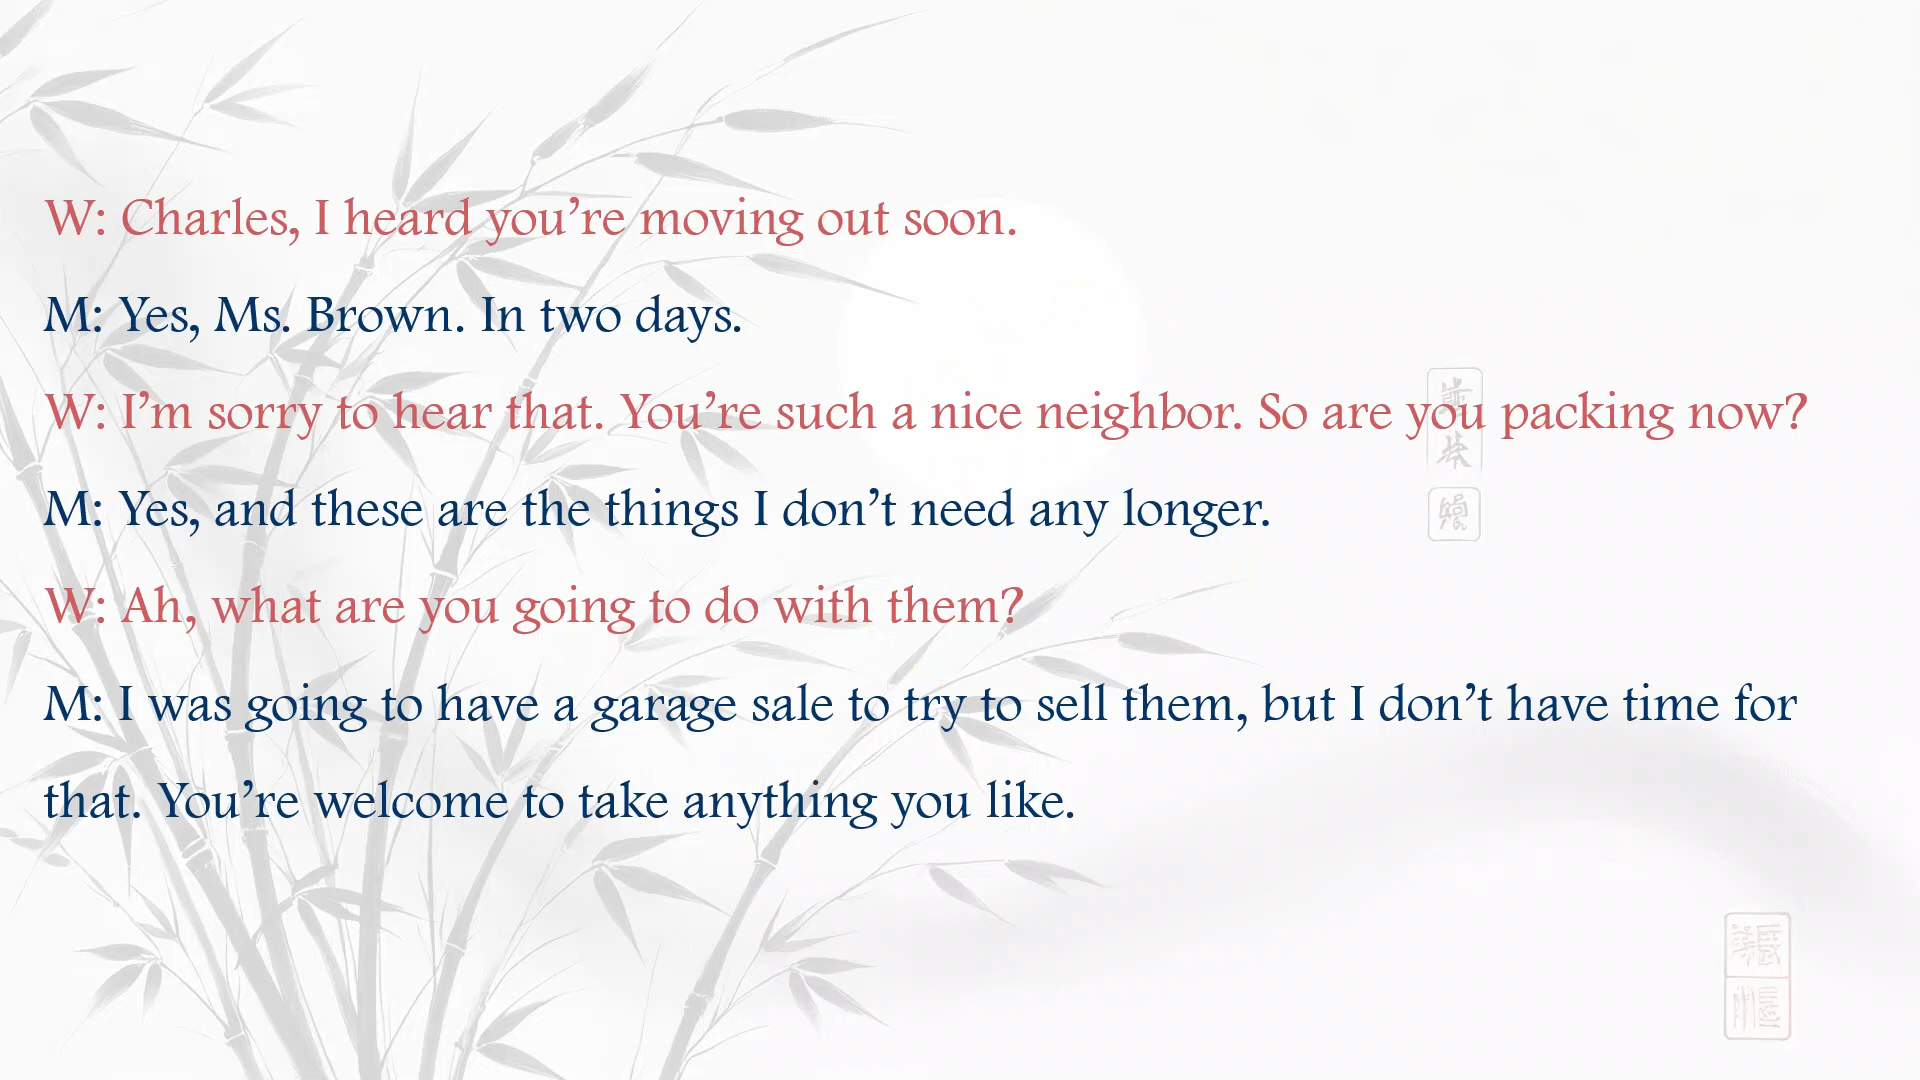 W: Charles, I heard you’re moving out soon.
M: Yes, Ms. Brown. In two days.
W: I’m sorry to hear that. You’re such a nice neighbor. So are you packing now?
M: Yes, and these are the things I don’t need any longer.
W: Ah, what are you going to do with them?
M: I was going to have a garage sale to try to sell them, but I don’t have time for
that. You’re welcome to take anything you like.